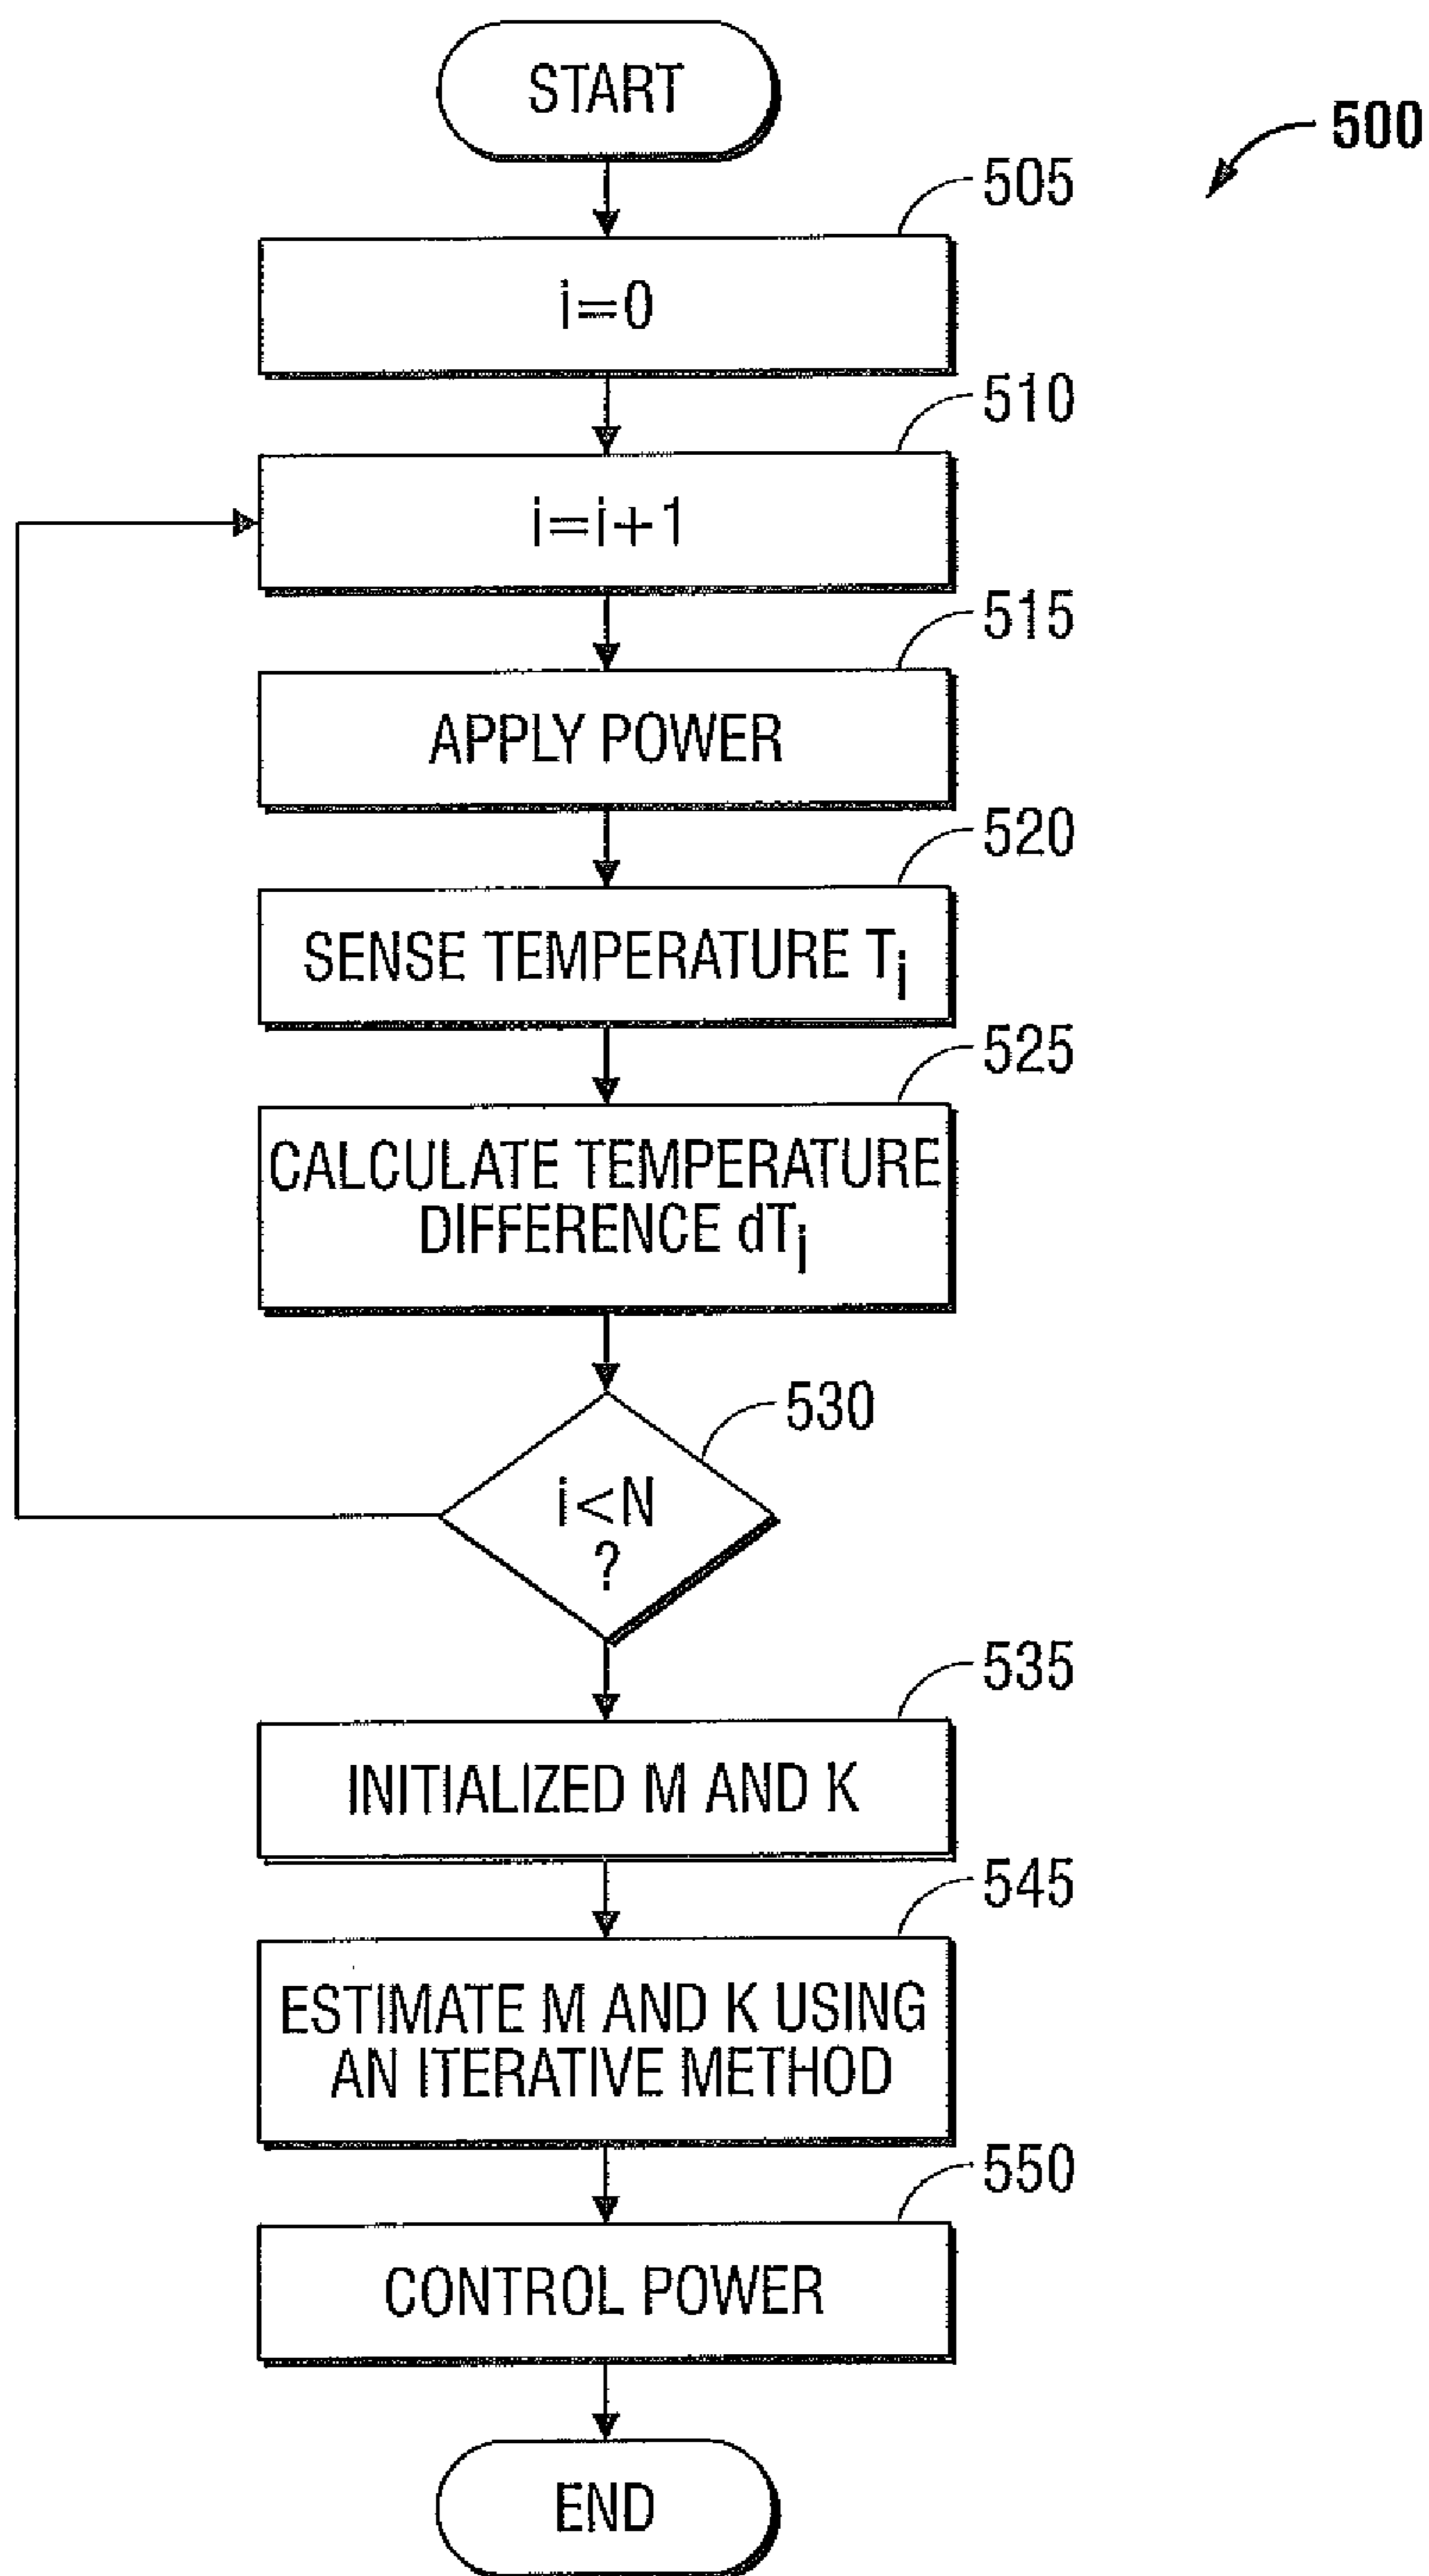 START
500
505
i=0
510
i=i+1
515
APPLY POWER
520
SENSE TEMPERATURE Ti
525
CALCULATE TEMPERATURE
DIFFERENCE dTi
530
i<N
?
535
INITIALIZED M AND K
545
ESTIMATE M AND K USING
AN ITERATIVE METHOD
550
CONTROL POWER
END